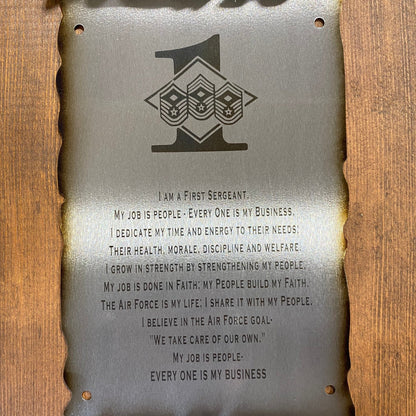 1
I am a First Sergeant.
My job is people - Every One is my Business.
I dedicate my time and energy to their needs;
Their health, morale, discipline and welfare.
I grow in strength by strengthening my people.
My job is done in Faith; my People build my Faith.
The Air Force is my life; I share it with my People.
I believe in the Air Force goal-
"We take care of our own."
My job is people-
EVERY ONE IS MY BUSINESS